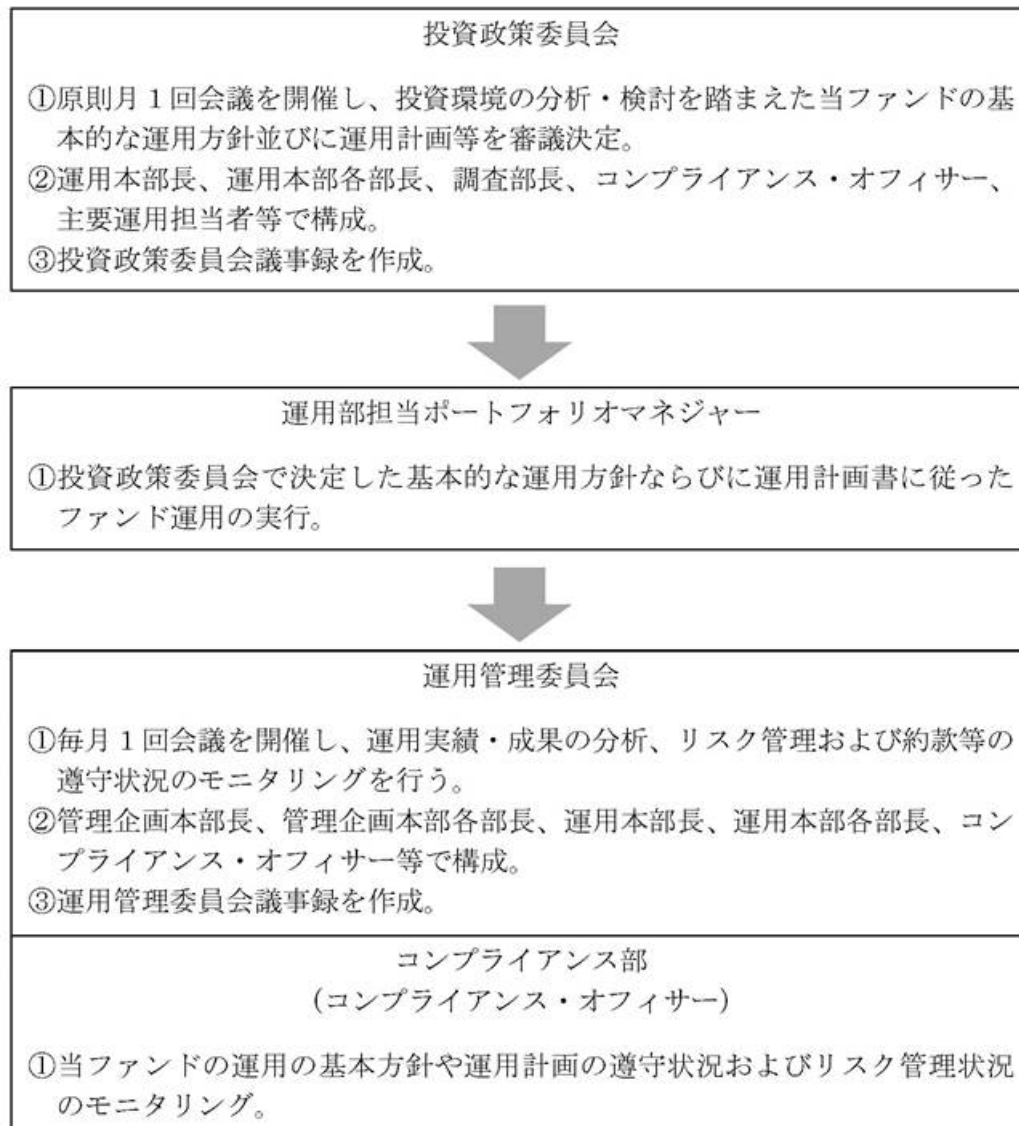 投資政策委員会
①原則月１回会議を開催し、投資環境の分析・検討を踏まえた当ファンドの基
本的な運用方針並びに運用計画等を審議決定。
②運用本部長、運用本部各部長、調査部長、コンプライアンス・オフィサー、
主要運用担当者等で構成。
③投資政策委員会議事録を作成。
運用部担当ポートフォリオマネジャー
①投資政策委員会で決定した基本的な運用方針ならびに運用計画書に従った
ファンド運用の実行。
運用管理委員会
①毎月１回会議を開催し、運用実績・成果の分析、リスク管理および約款等の
遵守状況のモニタリングを行う。
②管理企画本部長、管理企画本部各部長、運用本部長、運用本部各部長、コン
プライアンス・オフィサー等で構成。
③運用管理委員会議事録を作成。
コンプライアンス部
（コンプライアンス・オフィサー）
①当ファンドの運用の基本方針や運用計画の遵守状況およびリスク管理状況
のモニタリング。